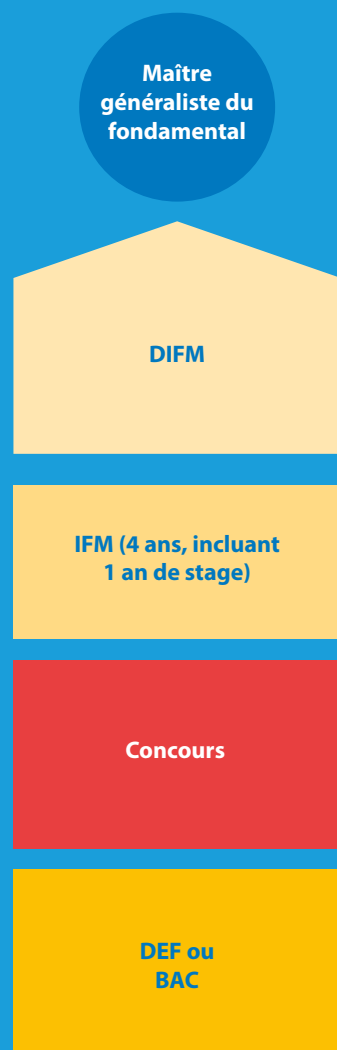 Maître
généraliste du
fondamental
DIFM
IFM (4 ans, incluant
1 an de stage)
Concours
DEF ou
BAC